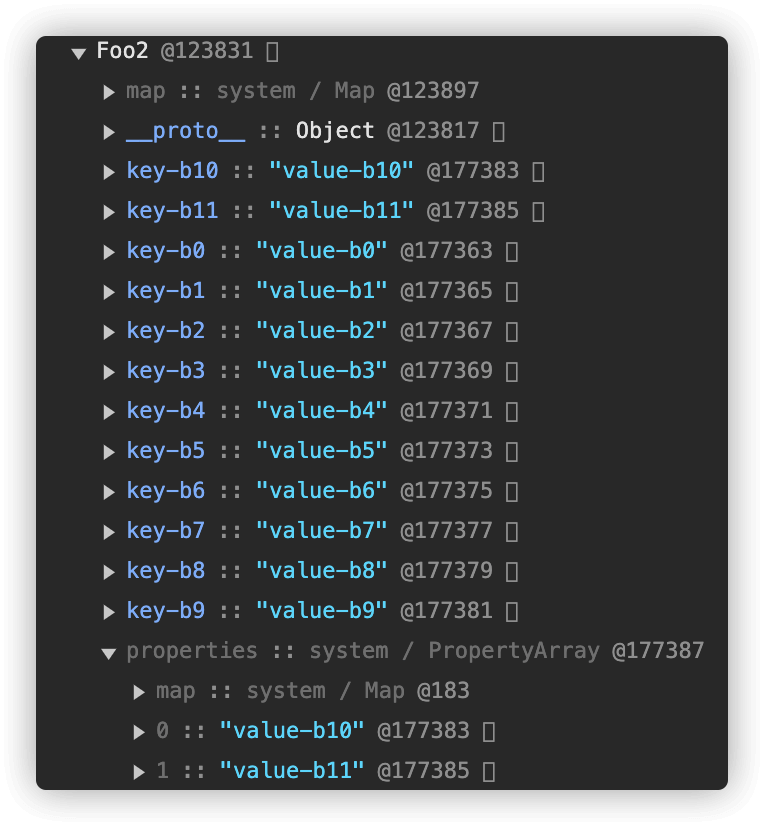 ▼ Foo2 @123831 ▯
▶ map :: system / Map @123897
▶ __proto__ :: Object @123817 ▯
▶ key-b10 :: "value-b10" @177383 ▯
▶ key-b11 :: "value-b11" @177385 ▯
▶ key-b0 :: "value-b0" @177363 ▯
▶ key-b1 :: "value-b1" @177365 ▯
▶ key-b2 :: "value-b2" @177367 ▯
▶ key-b3 :: "value-b3" @177369 ▯
▶ key-b4 :: "value-b4" @177371 ▯
▶ key-b5 :: "value-b5" @177373 ▯
▶ key-b6 :: "value-b6" @177375 ▯
▶ key-b7 :: "value-b7" @177377 ▯
▶ key-b8 :: "value-b8" @177379 ▯
▶ key-b9 :: "value-b9" @177381 ▯
▼ properties :: system / PropertyArray @177387
▶ map :: system / Map @183
▶ 0 :: "value-b10" @177383 ▯
▶ 1 :: "value-b11" @177385 ▯